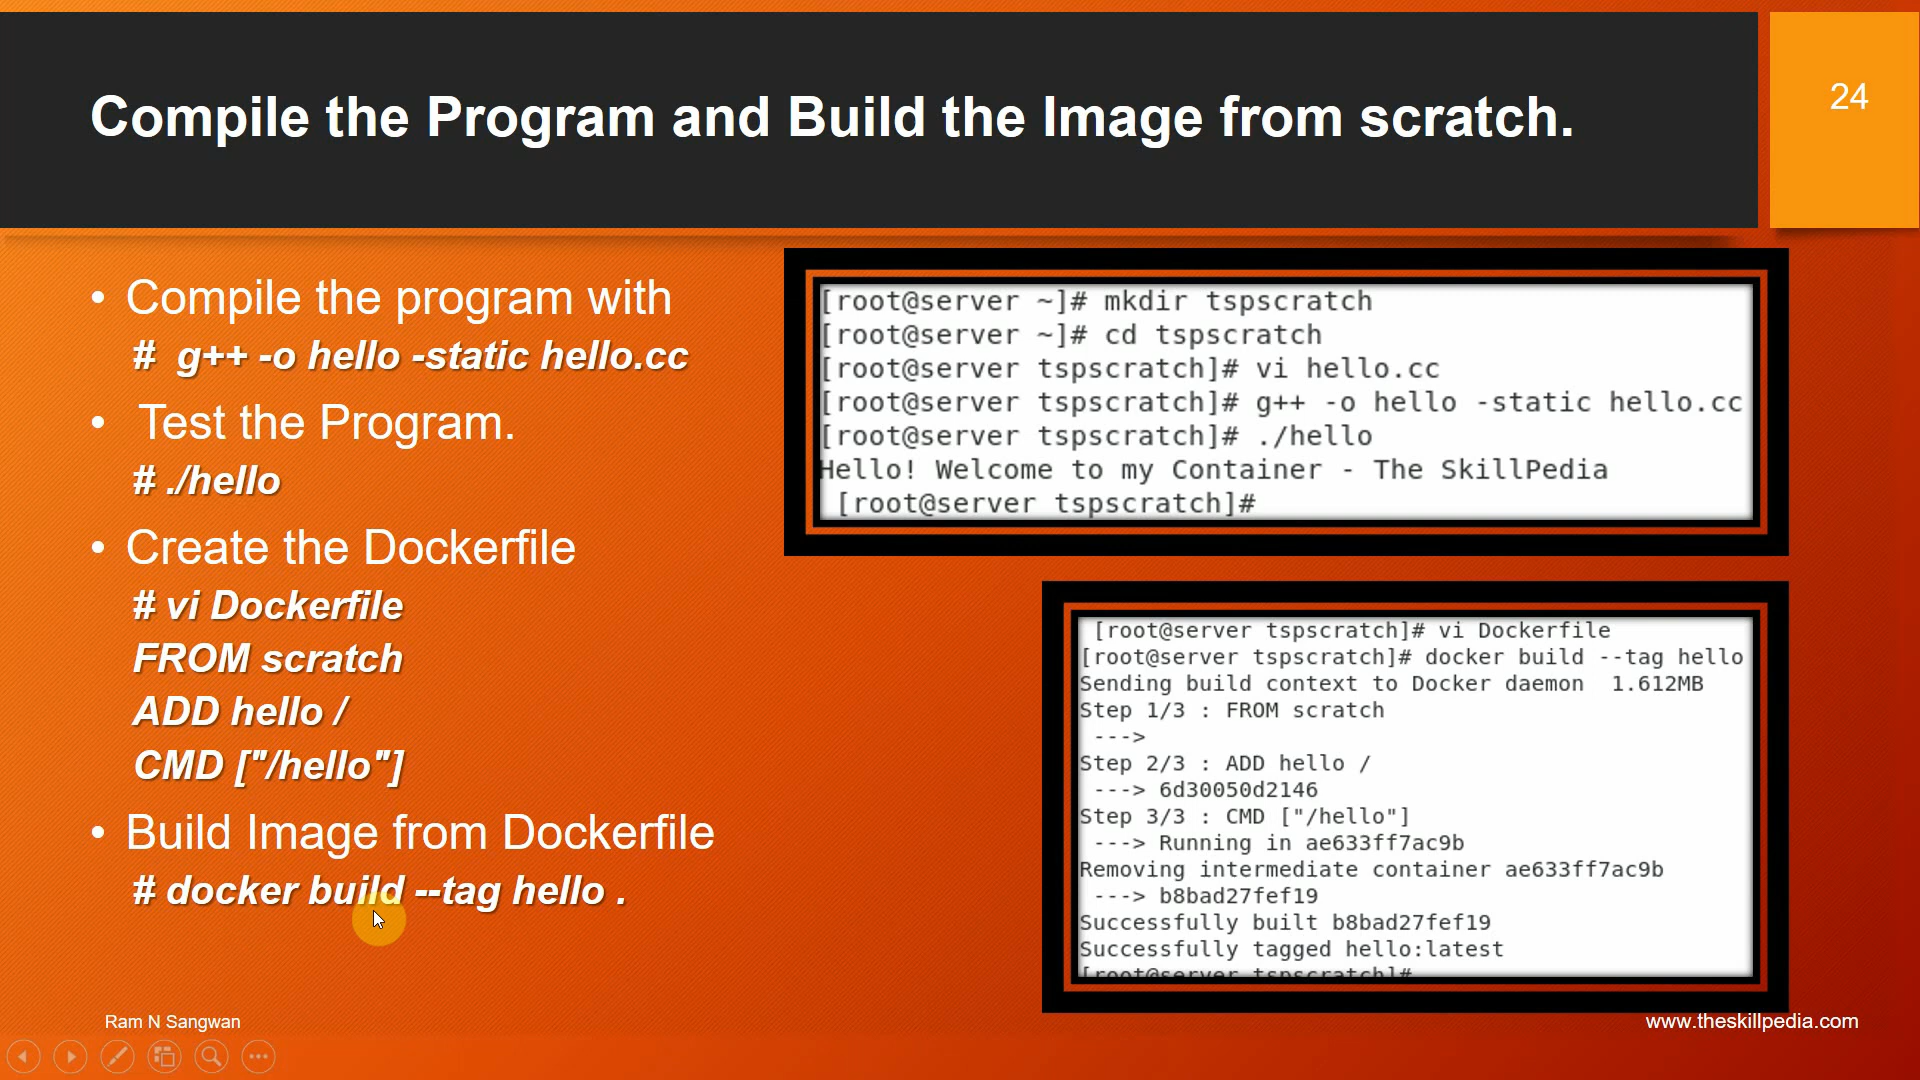 Compile the Program and Build the Image from scratch.
24
• Compile the program with
# g++ -o hello -static hello.cc
• Test the Program.
# ./hello
• Create the Dockerfile
# vi Dockerfile
FROM scratch
ADD hello /
CMD ["/hello"]
• Build Image from Dockerfile
# docker build --tag hello .
[root@server ~]# mkdir tspscratch
[root@server ~]# cd tspscratch
[root@server tspscratch]# vi hello.cc
[root@server tspscratch]# g++ -o hello -static hello.cc
[root@server tspscratch]# ./hello
Hello! Welcome to my Container - The SkillPedia
[root@server tspscratch]#
[root@server tspscratch]# vi Dockerfile
[root@server tspscratch]# docker build --tag hello
Sending build context to Docker daemon 1.612MB
Step 1/3 : FROM scratch
--->
Step 2/3 : ADD hello /
---> 6d30050d2146
Step 3/3 : CMD ["/hello"]
---> Running in ae633ff7ac9b
Removing intermediate container ae633ff7ac9b
---> b8bad27fef19
Successfully built b8bad27fef19
Successfully tagged hello:latest
[root@server tspscratch]#
Ram N Sangwan
www.theskillpedia.com